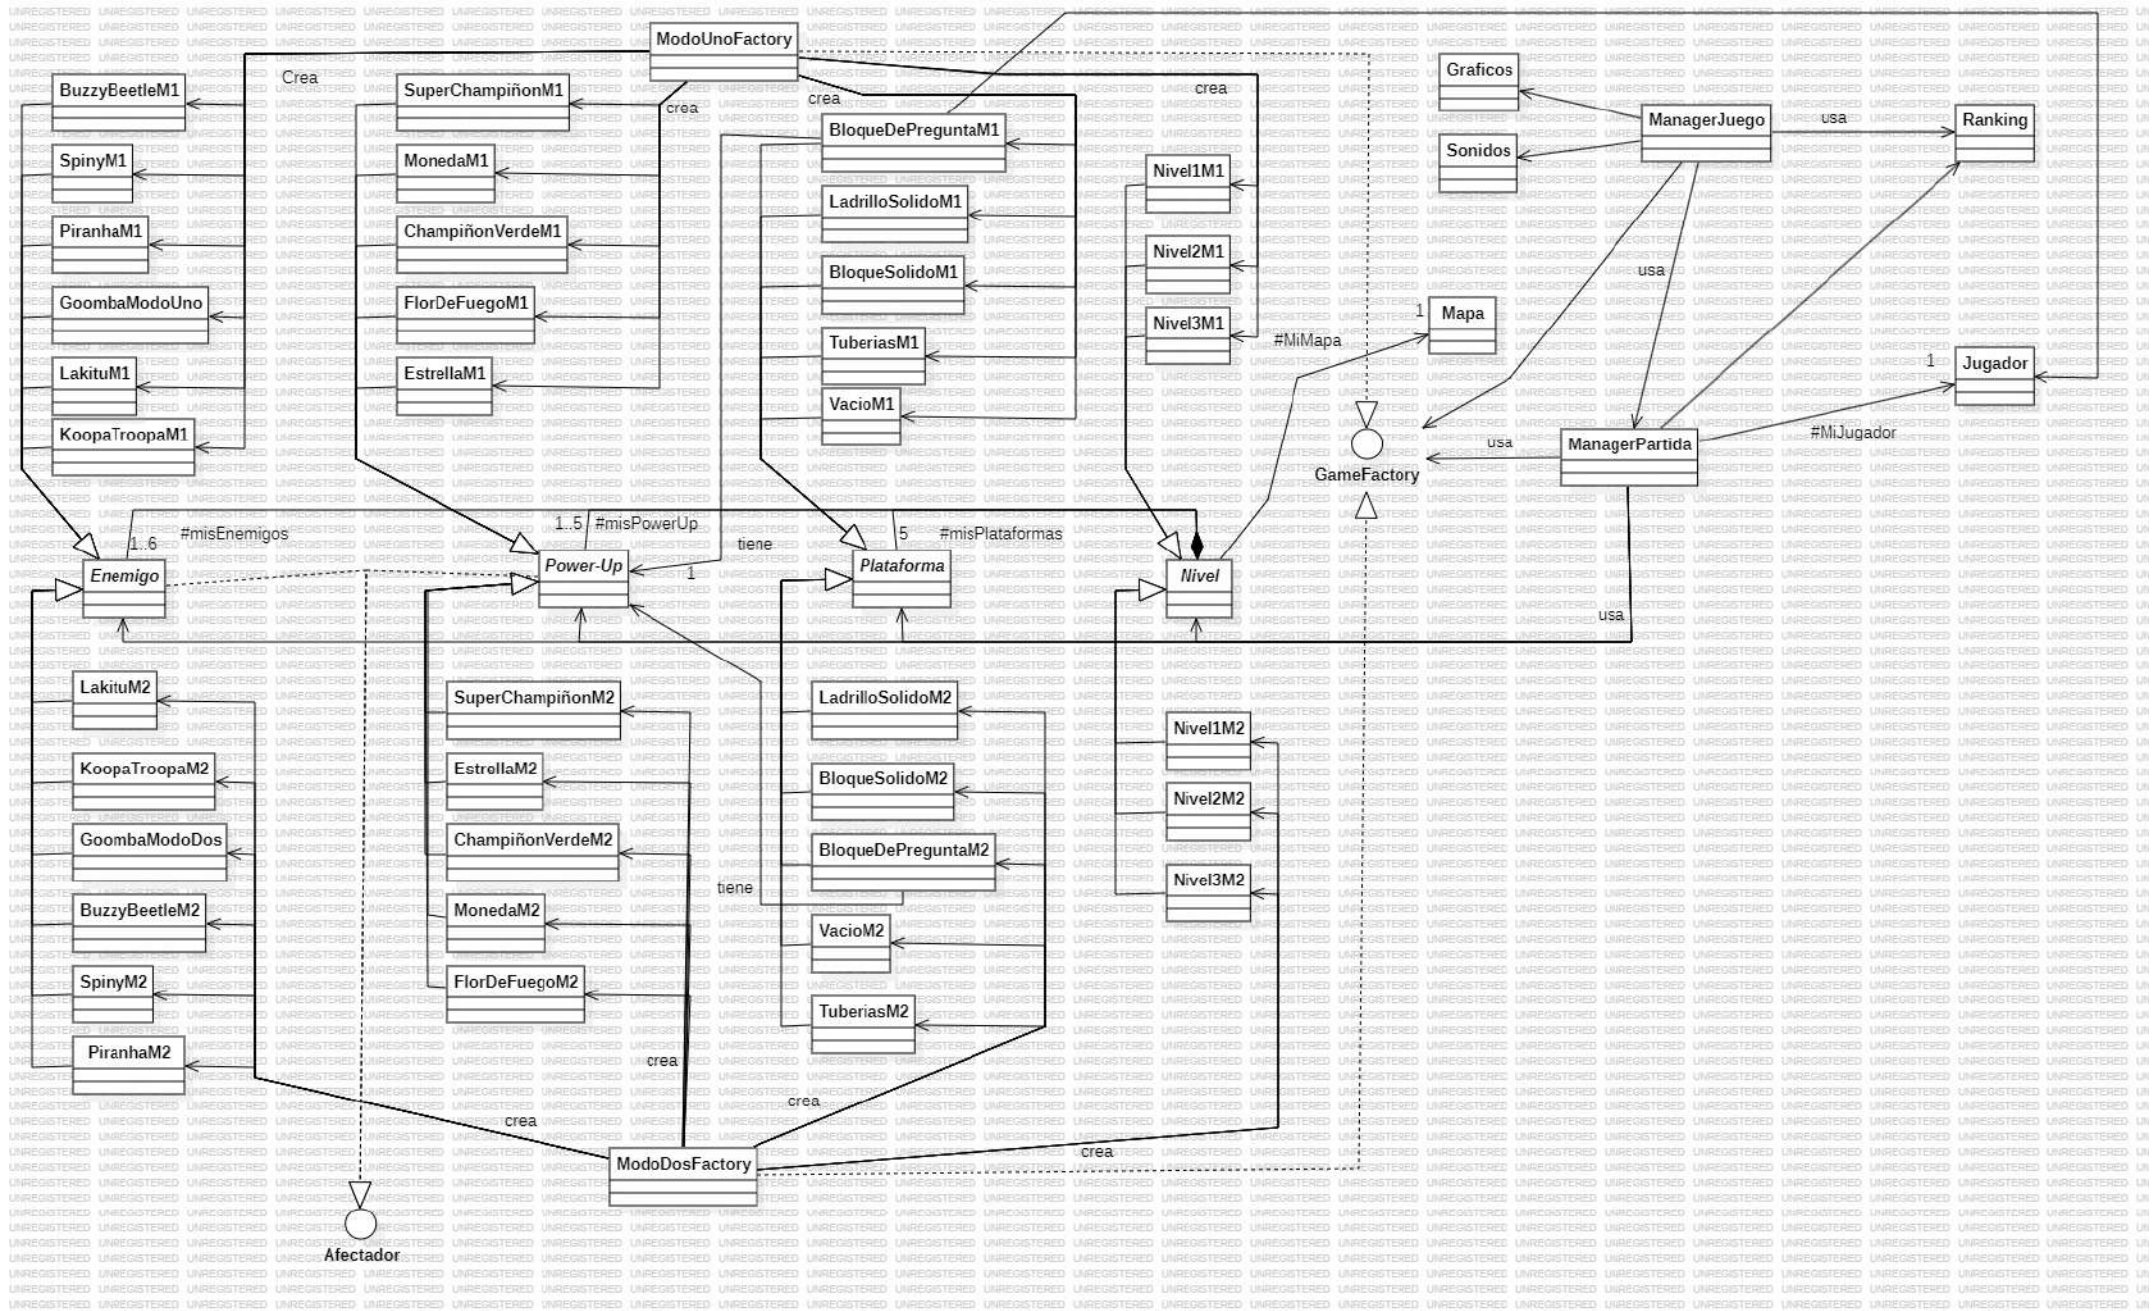 ModoUnoFactory
Crea
crea
crea
crea
BuzzyBeetleM1
SpinyM1
PiranhaM1
GoombaModoUno
LakituM1
KoopaTroopaM1
SuperChampiñonM1
MonedaM1
ChampiñonVerdeM1
FlorDeFuegoM1
EstrellaM1
BloqueDePreguntaM1
LadrilloSolidoM1
BloqueSolidoM1
TuberiasM1
VacioM1
Nivel1M1
Nivel2M1
Nivel3M1
Graficos
Sonidos
ManagerJuego
usa
Ranking
usa
#MiMapa
1
Mapa
1
Jugador
#MiJugador
usa
ManagerPartida
GameFactory
1..6
#misEnemigos
1..5
#misPowerUp
tiene
1
5
#misPlataformas
Enemigo
Power-Up
Plataforma
Nivel
usa
LakituM2
KoopaTroopaM2
GoombaModoDos
BuzzyBeetleM2
SpinyM2
PiranhaM2
SuperChampiñonM2
EstrellaM2
ChampiñonVerdeM2
MonedaM2
FlorDeFuegoM2
tiene
LadrilloSolidoM2
BloqueSolidoM2
BloqueDePreguntaM2
VacioM2
TuberiasM2
Nivel1M2
Nivel2M2
Nivel3M2
crea
crea
crea
crea
ModoDosFactory
Afectador
UNREGISTERED